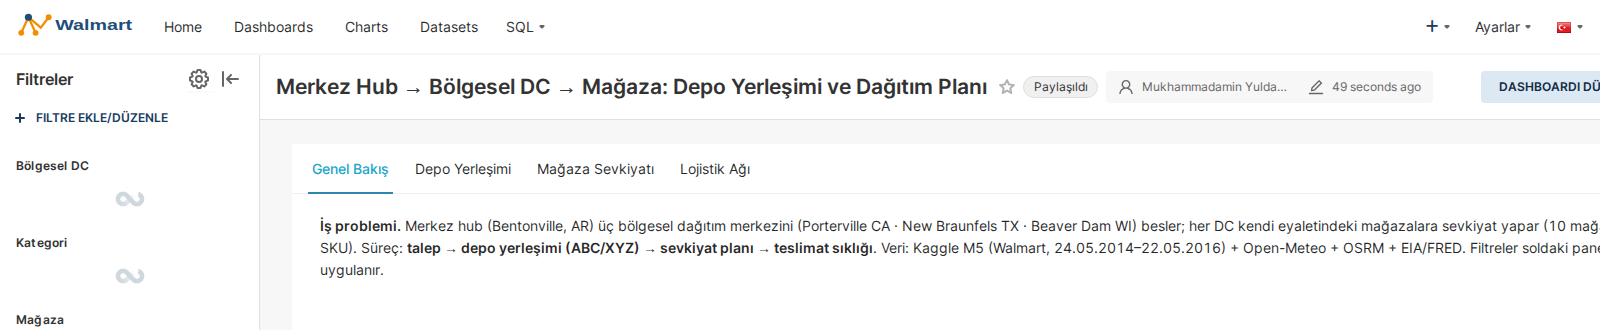 Walmart
Home
Dashboards
Charts
Datasets
SQL
+
Ayarlar
Filtreler
Merkez Hub → Bölgesel DC → Mağaza: Depo Yerleşimi ve Dağıtım Planı
Paylaşıldı
Mukhammadamin Yulda...
49 seconds ago
DASHBOARDI DÜ
+ FILTRE EKLE/DÜZENLE
Bölgesel DC
Kategori
Mağaza
Genel Bakış
Depo Yerleşimi
Mağaza Sevkiyatı
Lojistik Ağı
İş problemi. Merkez hub (Bentonville, AR) üç bölgesel dağıtım merkezini (Porterville CA · New Braunfels TX · Beaver Dam WI) besler; her DC kendi eyaletindeki mağazalara sevkiyat yapar (10 mağ
SKU). Süreç: talep → depo yerleşimi (ABC/XYZ) → sevkiyat planı → teslimat sıklığı. Veri: Kaggle M5 (Walmart, 24.05.2014–22.05.2016) + Open-Meteo + OSRM + EIA/FRED. Filtreler soldaki pane
uygulanır.